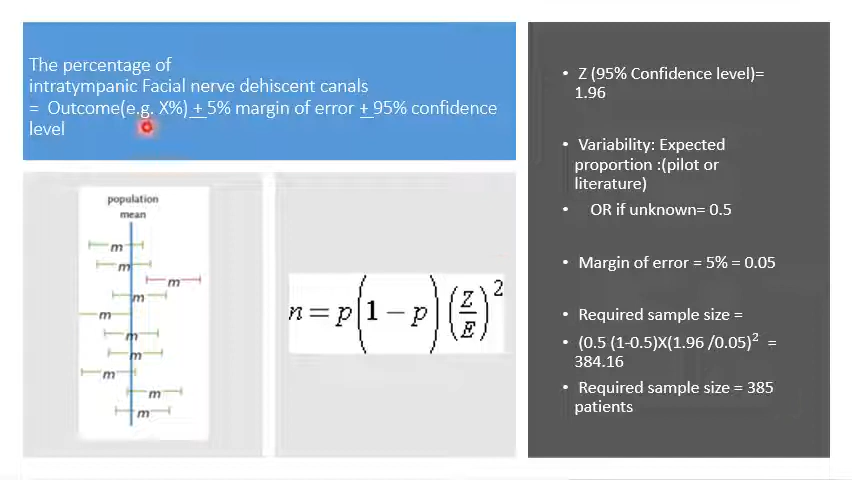 The percentage of
intratympanic Facial nerve dehiscent canals
= Outcome(e.g. X%) + 5% margin of error + 95% confidence
level
population
mean
m
m
m
m
m
m
m
m
m
m
n = p(1 − p)(Z/E)²
• Z (95% Confidence level)=
1.96
• Variability: Expected
proportion :(pilot or
literature)
• OR if unknown= 0.5
• Margin of error = 5% = 0.05
• Required sample size =
• (0.5 (1-0.5)X(1.96 /0.05)² =
384.16
• Required sample size = 385
patients